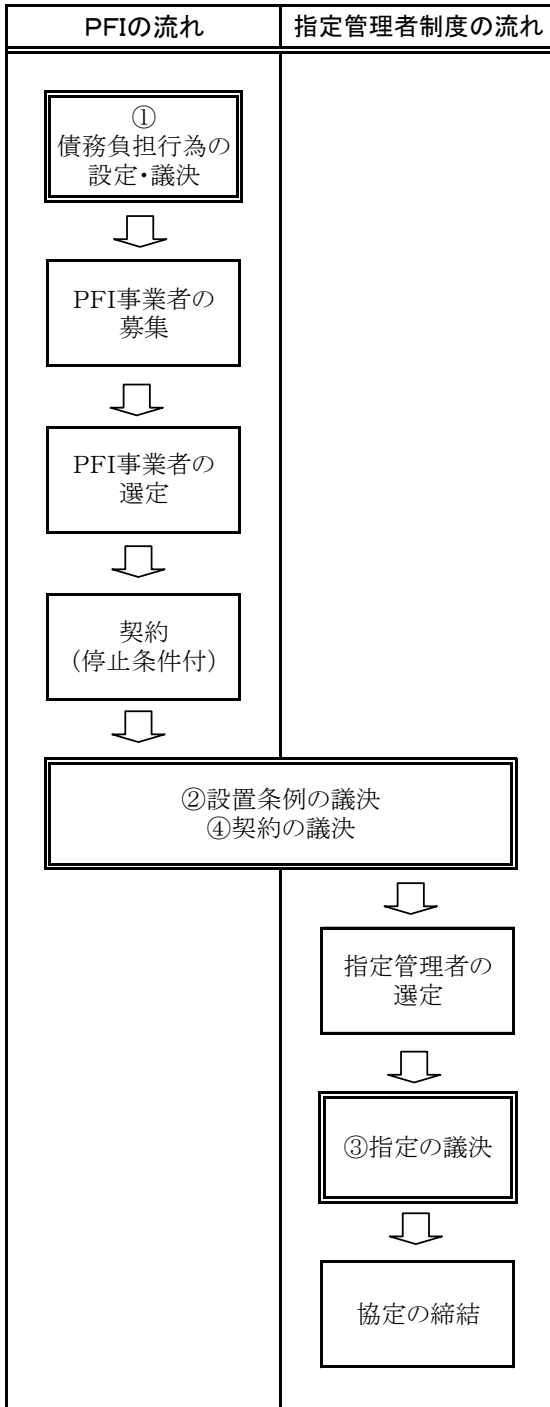 PFIの流れ
指定管理者制度の流れ
①
債務負担行為の
設定・議決
PFI事業者の
募集
PFI事業者の
選定
契約
(停止条件付)
②設置条例の議決
④契約の議決
指定管理者の
選定
③指定の議決
協定の締結